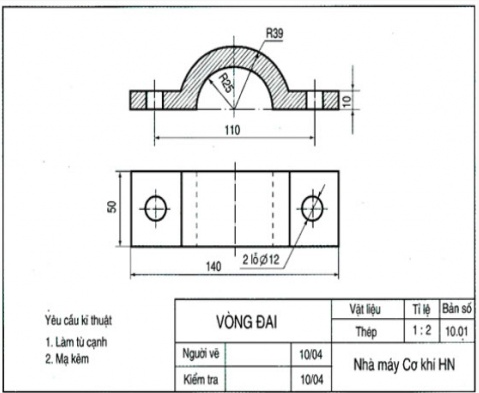 R39
R25
10
110
50
140
2 lỗ Ø12
Yêu cầu kĩ thuật
1. Làm tù cạnh
2. Mạ kẽm
VÒNG ĐAI
Vật liệu
Tỉ lệ
Bản số
Thép
1 : 2
10.01
Người vẽ
10/04
Kiểm tra
10/04
Nhà máy Cơ khí HN